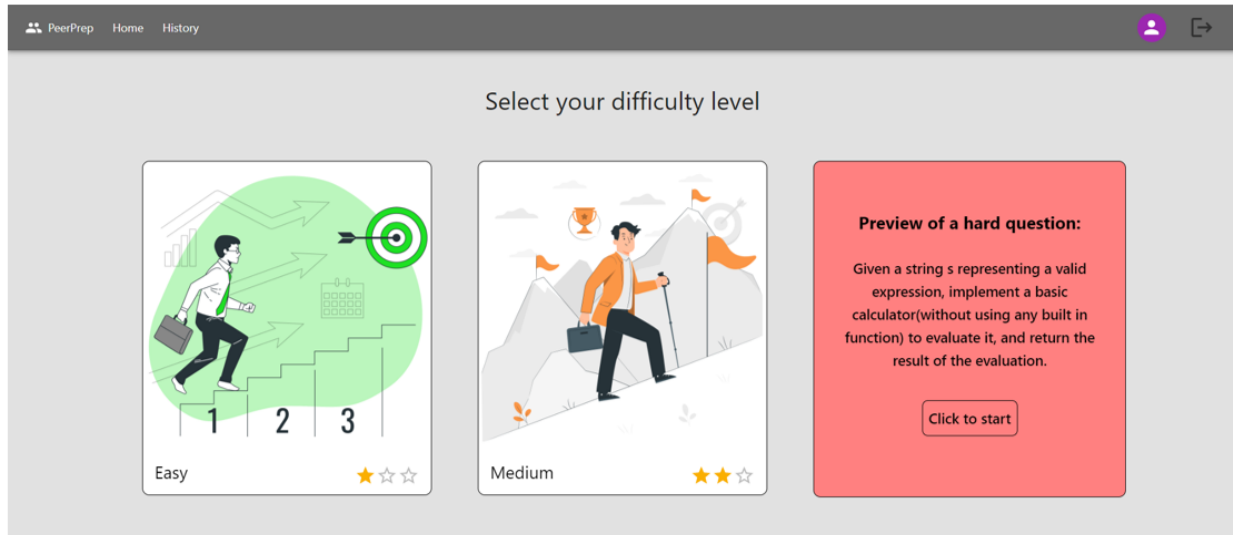 PeerPrep Home History
Select your difficulty level
1 2 3
Easy
Medium
Preview of a hard question:
Given a string s representing a valid
expression, implement a basic
calculator(without using any built in
function) to evaluate it, and return the
result of the evaluation.
Click to start